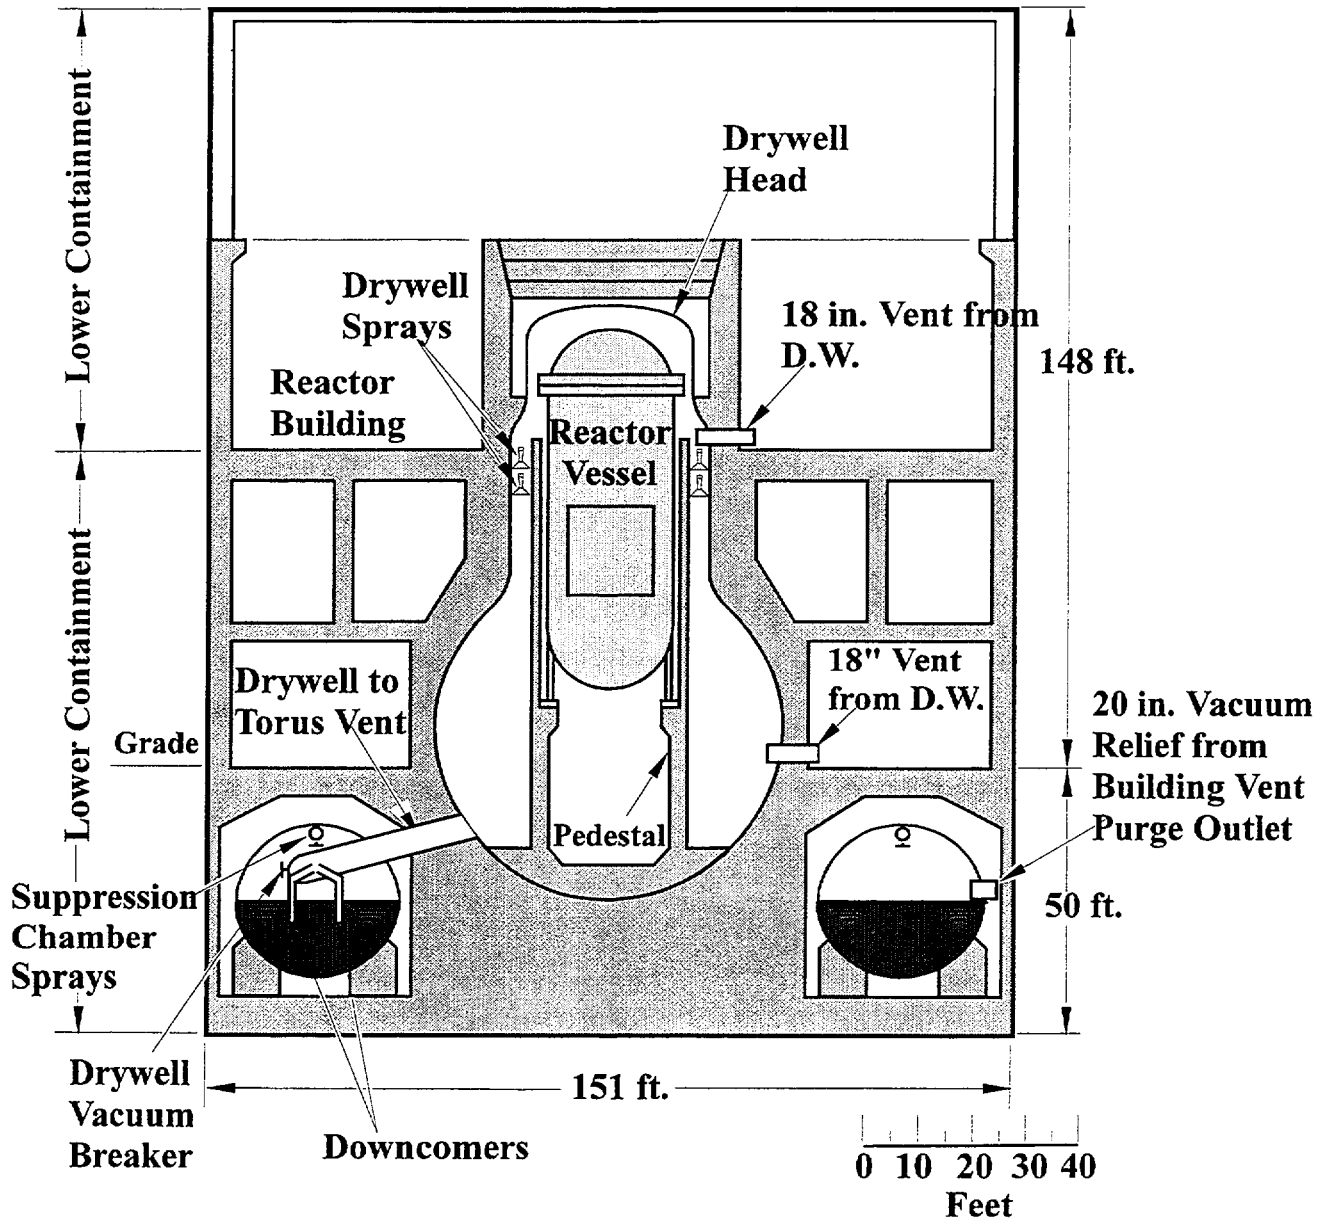 Lower Containment
Drywell
Head
Drywell
Sprays
18 in. Vent from
D.W.
148 ft.
Reactor
Building
Reactor
Vessel
Lower Containment
Drywell to
Torus Vent
18" Vent
from D.W.
Grade
20 in. Vacuum
Relief from
Building Vent
Purge Outlet
Pedestal
Suppression
Chamber
Sprays
50 ft.
Drywell
Vacuum
Breaker
151 ft.
Downcomers
0 10 20 30 40
Feet